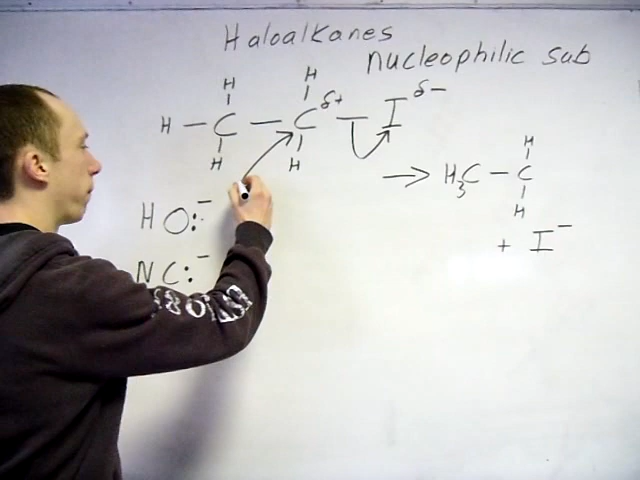 Haloalkanes
nucleophilic sub
H H
H — C — C δ+ — I δ−
H H
H
→ H3C — C
H
+ I−
HO:−
NC:−